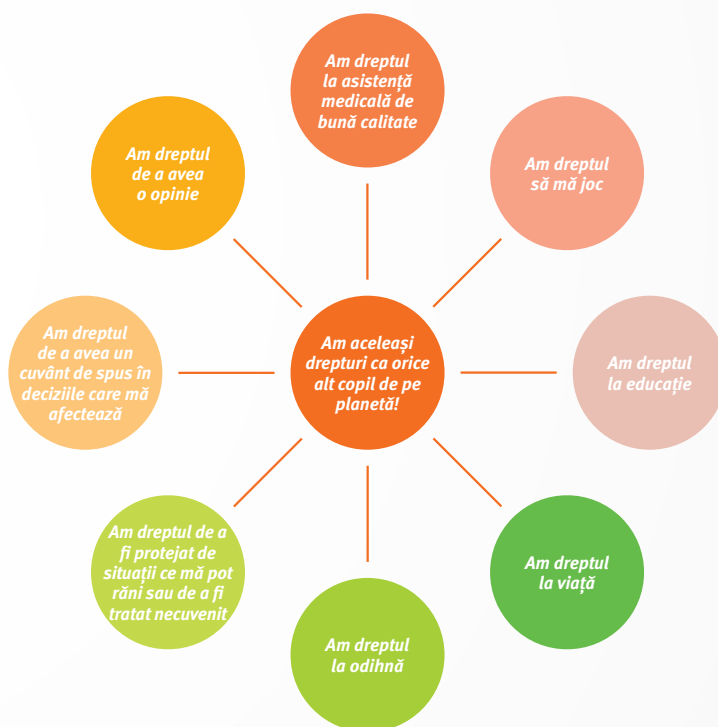 Am dreptul
la asistență
medicală de
bună calitate
Am dreptul
de a avea
o opinie
Am dreptul
să mă joc
Am dreptul
de a avea un
cuvânt de spus în
deciziile care mă
afectează
Am aceleași
drepturi ca orice
alt copil de pe
planetă!
Am dreptul
la educație
Am dreptul de a
fi protejat de
situații ce mă pot
răni sau de a fi
tratat necuvenit
Am dreptul
la viață
Am dreptul
la odihnă